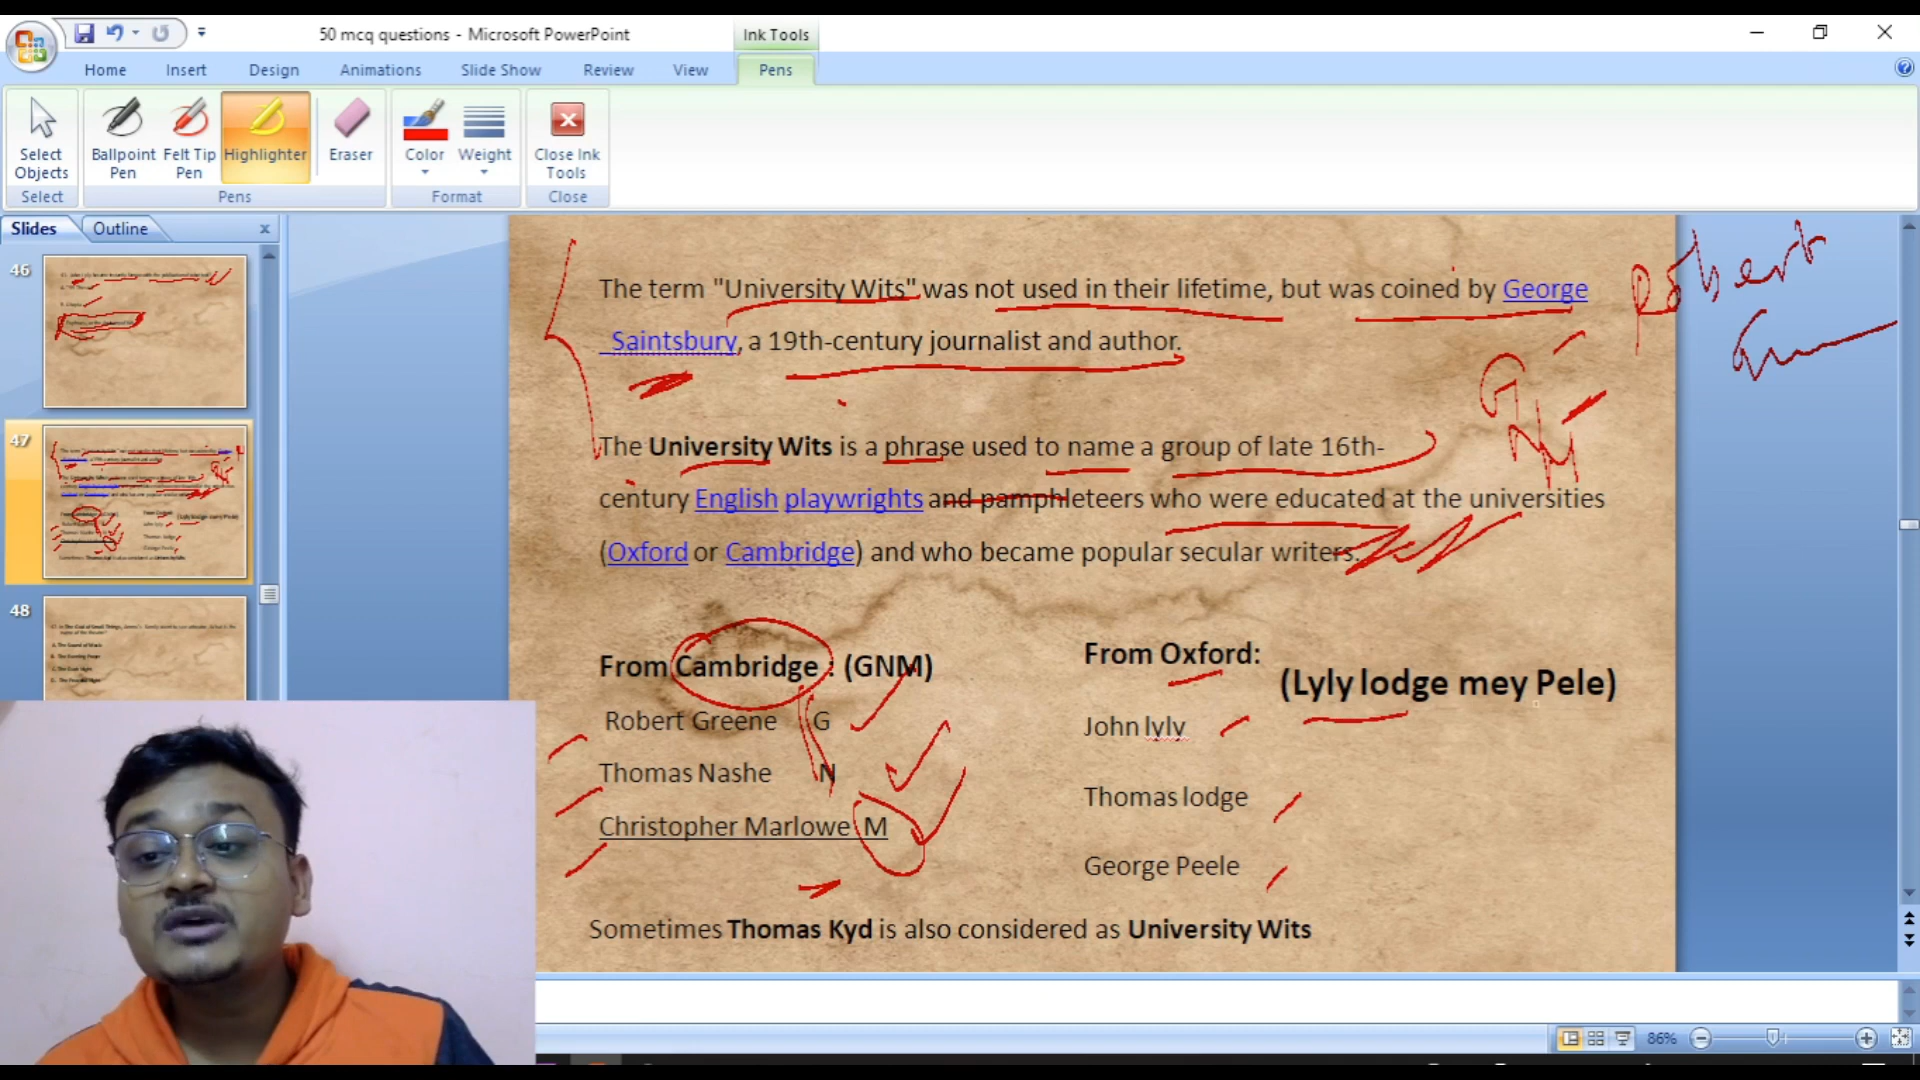 50 mcq questions - Microsoft PowerPoint
Ink Tools
Home Insert Design Animations Slide Show Review View Pens
Select Objects
Ballpoint Pen
Felt Tip Pen
Highlighter
Eraser
Color
Weight
Close Ink Tools
Select Pens Format Close
Slides Outline
46
47
48
The term "University Wits" was not used in their lifetime, but was coined by George
Saintsbury, a 19th-century journalist and author.
Robert
G
N
M
The University Wits is a phrase used to name a group of late 16th-
century English playwrights and pamphleteers who were educated at the universities
(Oxford or Cambridge) and who became popular secular writers.
From Cambridge : (GNM)
Robert Greene G
Thomas Nashe N
Christopher Marlowe M
From Oxford:
(Lyly lodge mey Pele)
John lyly
Thomas lodge
George Peele
Sometimes Thomas Kyd is also considered as University Wits
86%